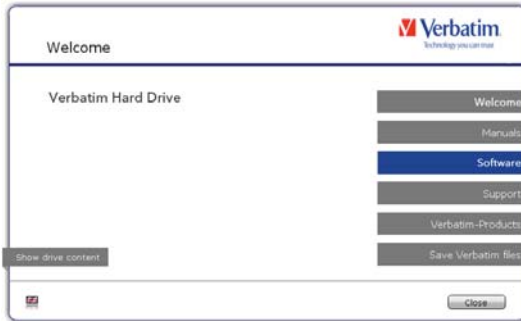 Welcome
Verbatim
Technology you can trust
Verbatim Hard Drive
Welcome
Manuals
Software
Support
Verbatim-Products
Save Verbatim files
Show drive content
Close